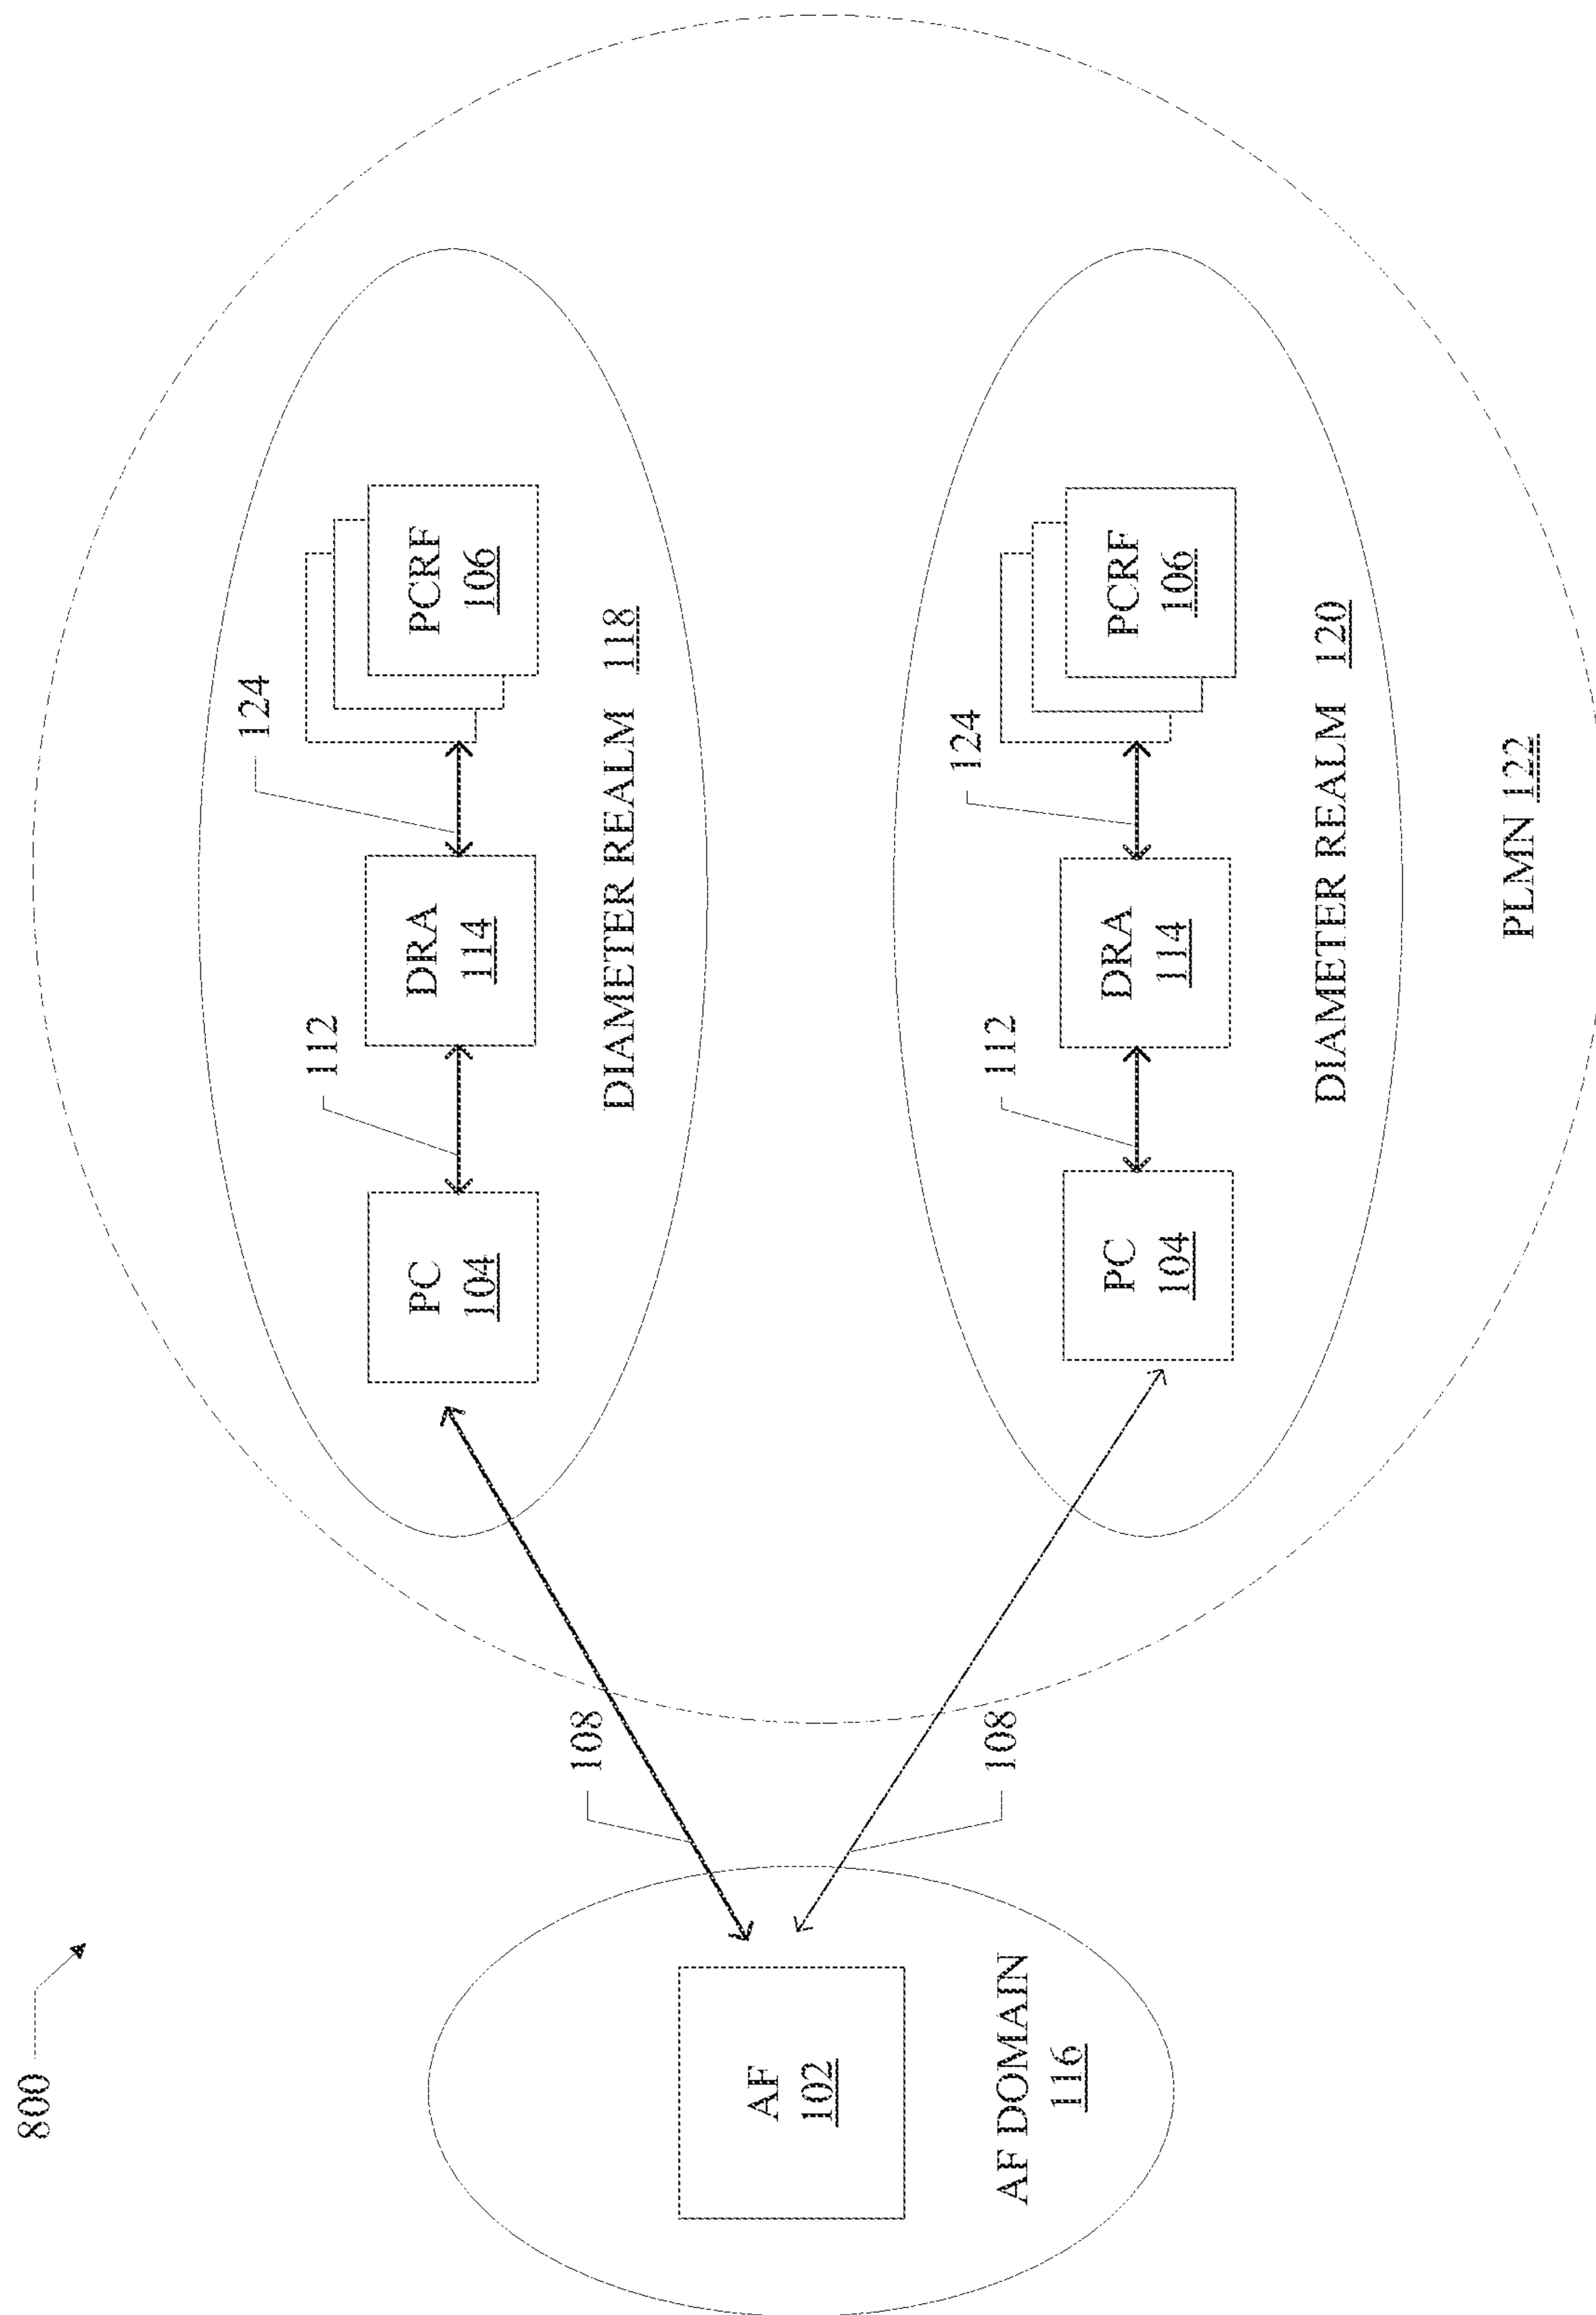 800
124
PCRF
106
112
DRA
114
PC
104
DIAMETER REALM 118
108
124
PCRF
106
112
DRA
114
PC
104
DIAMETER REALM 120
108
AF
102
AF DOMAIN
116
PLMN 122